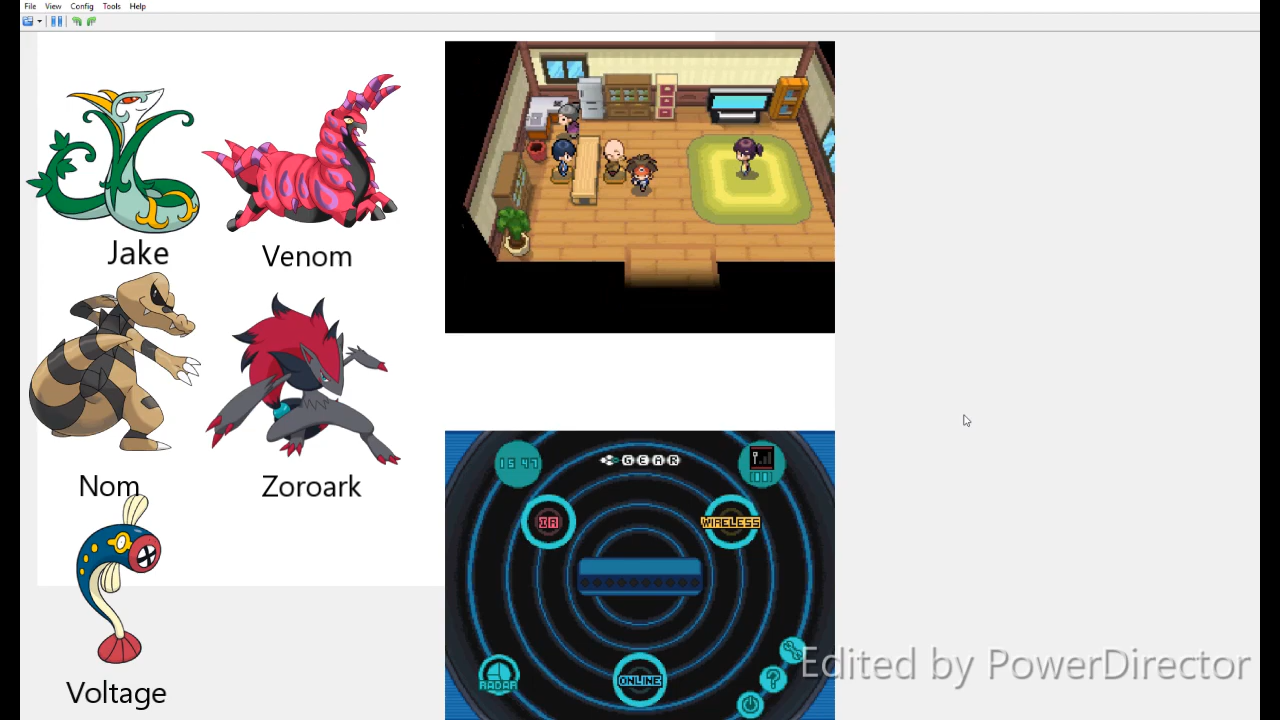 File View Config Tools Help
Jake
Venom
Nom
Zoroark
Voltage
15 47
GEAR
IR
WIRELESS
RADAR
ONLINE
?
Edited by PowerDirector